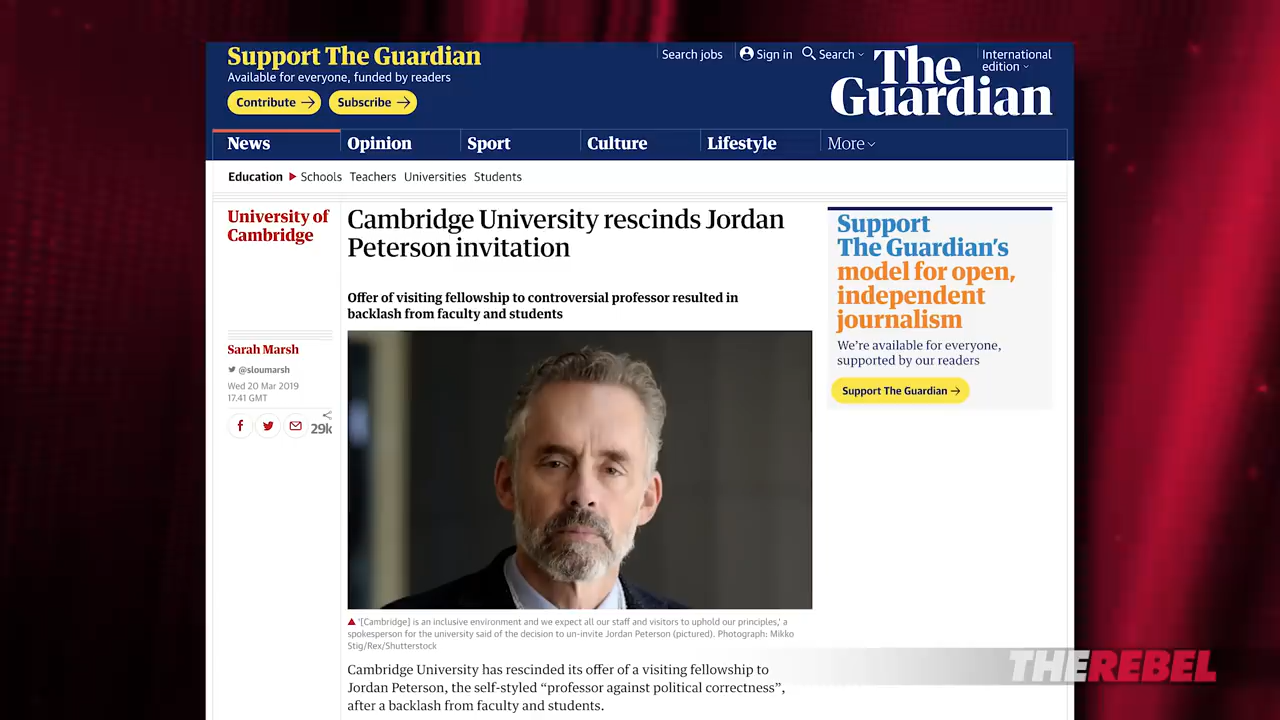 Support The Guardian
Available for everyone, funded by readers
Contribute →
Subscribe →
Search jobs
Sign in
Search
International
edition
The
Guardian
News
Opinion
Sport
Culture
Lifestyle
More
Education
Schools
Teachers
Universities
Students
University of
Cambridge
Cambridge University rescinds Jordan
Peterson invitation
Offer of visiting fellowship to controversial professor resulted in
backlash from faculty and students
Sarah Marsh
@sloumarsh
Wed 20 Mar 2019
17.41 GMT
29k
Support
The Guardian's
model for open,
independent
journalism
We're available for everyone,
supported by our readers
Support The Guardian →
'[Cambridge] is an inclusive environment and we expect all our staff and visitors to uphold our principles,' a
spokesperson for the university said of the decision to un-invite Jordan Peterson (pictured). Photograph: Mikko
Stig/Rex/Shutterstock
Cambridge University has rescinded its offer of a visiting fellowship to
Jordan Peterson, the self-styled “professor against political correctness”,
after a backlash from faculty and students.
THEREBEL